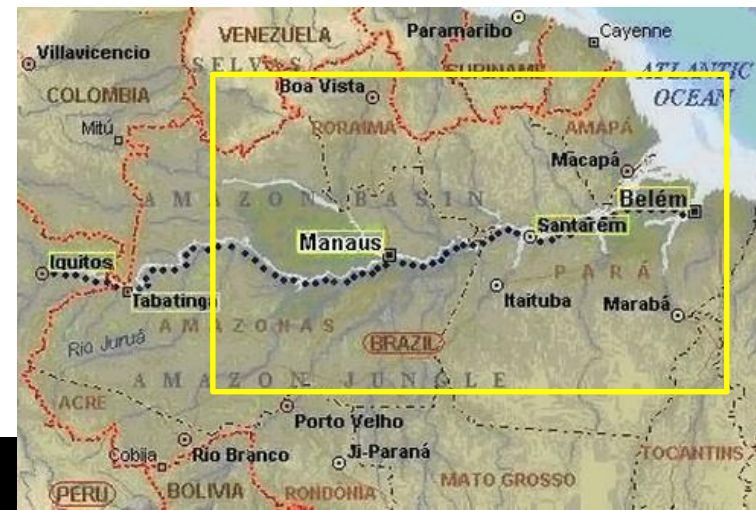 VENEZUELA
Paramaribo
Cayenne
Villavicencio
SELVAS
SURINAME
ATLANTIC
OCEAN
COLOMBIA
Boa Vista
Mitú
RORAIMA
AMAPÁ
Macapá
AMAZON BASIN
Belém
Santarém
Manaus
Iquitos
PARÁ
Tabatinga
Itaituba
Marabá
AMAZONAS
Rio Juruá
BRAZIL
AMAZON JUNGLE
ACRE
Porto Velho
Cobija
Rio Branco
Ji-Paraná
TOCANTINS
PERU
BOLIVIA
RONDÔNIA
MATO GROSSO